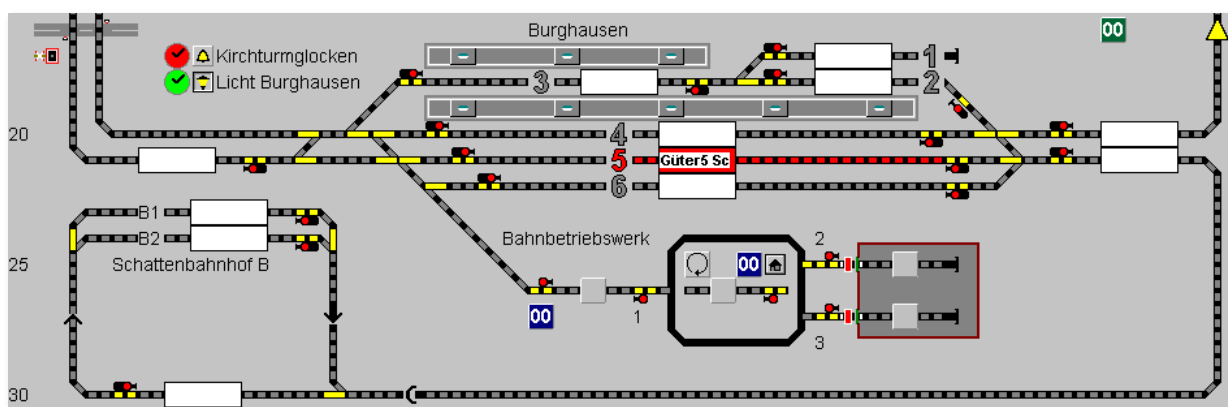 Burghausen
00
Kirchturmglocken
1
Licht Burghausen
3
2
20
4
5
Güter5 Sc
6
B1
B2
Bahnbetriebswerk
2
25
Schattenbahnhof B
00
00
1
3
30